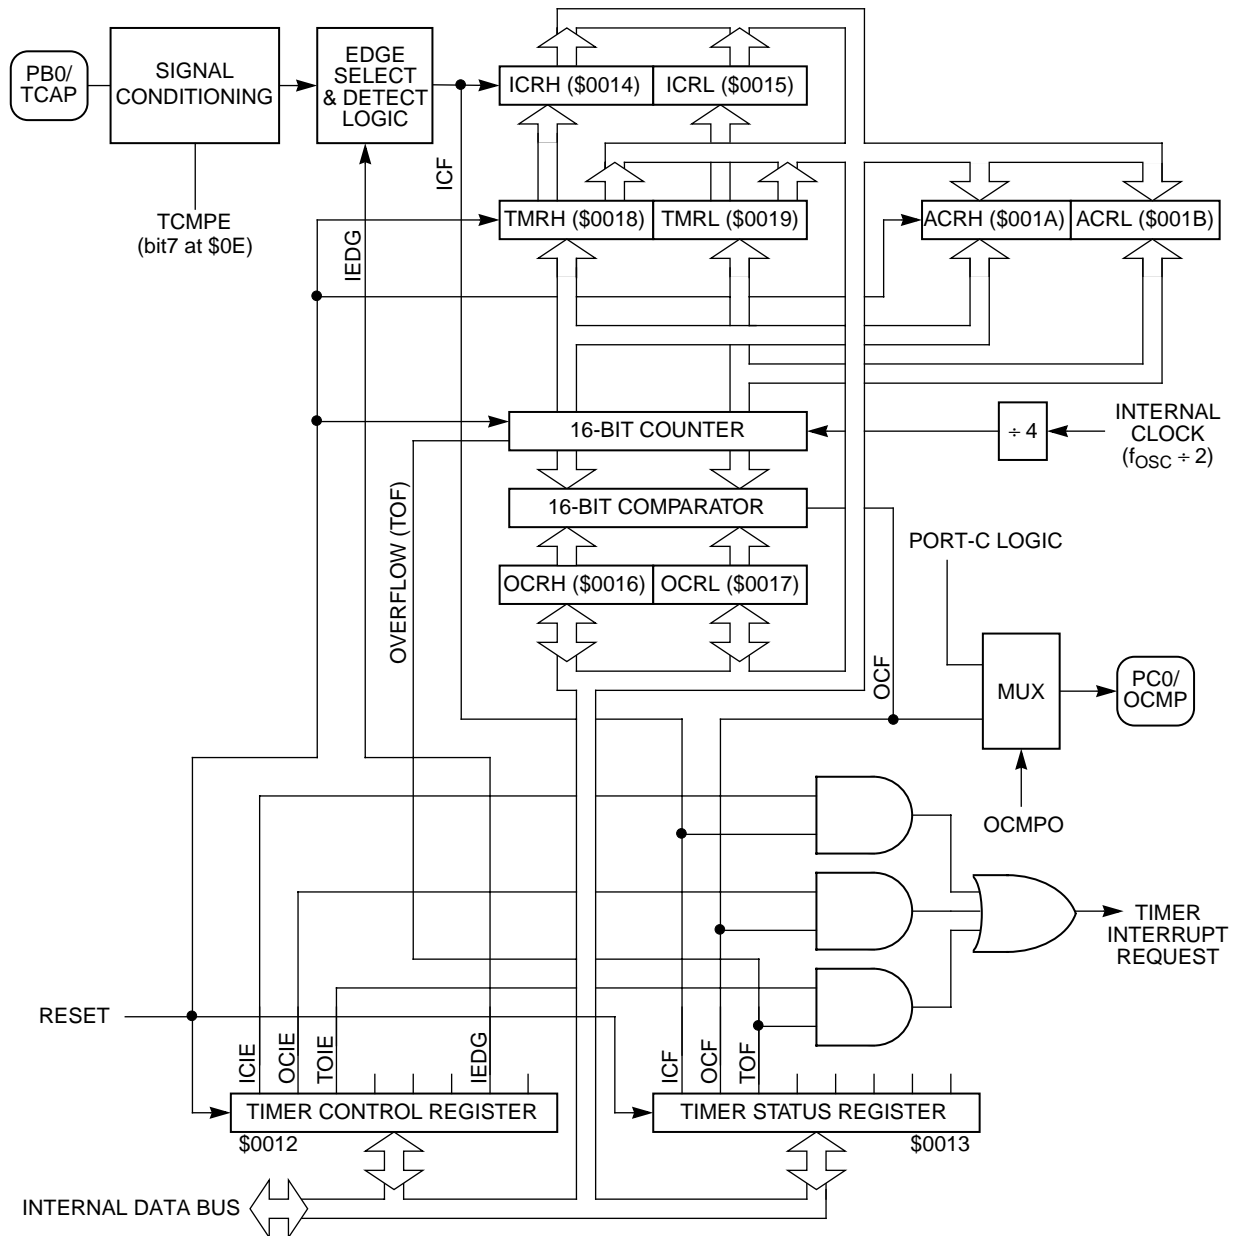 PB0/
TCAP
SIGNAL
CONDITIONING
EDGE
SELECT
& DETECT
LOGIC
ICRH ($0014)
ICRL ($0015)
ICF
TCMPE
(bit7 at $0E)
IEDG
TMRH ($0018)
TMRL ($0019)
ACRH ($001A)
ACRL ($001B)
16-BIT COUNTER
÷ 4
INTERNAL
CLOCK
(fOSC ÷ 2)
16-BIT COMPARATOR
OVERFLOW (TOF)
PORT-C LOGIC
OCRH ($0016)
OCRL ($0017)
OCF
MUX
PC0/
OCMP
OCMPO
TIMER
INTERRUPT
REQUEST
RESET
ICIE
OCIE
TOIE
IEDG
ICF
OCF
TOF
TIMER CONTROL REGISTER
$0012
TIMER STATUS REGISTER
$0013
INTERNAL DATA BUS